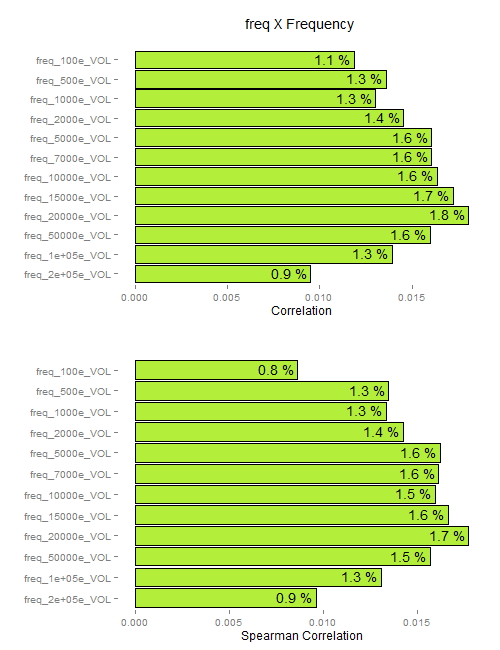 freq X Frequency
freq_100e_VOL 1.1 %
freq_500e_VOL 1.3 %
freq_1000e_VOL 1.3 %
freq_2000e_VOL 1.4 %
freq_5000e_VOL 1.6 %
freq_7000e_VOL 1.6 %
freq_10000e_VOL 1.6 %
freq_15000e_VOL 1.7 %
freq_20000e_VOL 1.8 %
freq_50000e_VOL 1.6 %
freq_1e+05e_VOL 1.3 %
freq_2e+05e_VOL 0.9 %
0.000 0.005 0.010 0.015
Correlation
freq_100e_VOL 0.8 %
freq_500e_VOL 1.3 %
freq_1000e_VOL 1.3 %
freq_2000e_VOL 1.4 %
freq_5000e_VOL 1.6 %
freq_7000e_VOL 1.6 %
freq_10000e_VOL 1.5 %
freq_15000e_VOL 1.6 %
freq_20000e_VOL 1.7 %
freq_50000e_VOL 1.5 %
freq_1e+05e_VOL 1.3 %
freq_2e+05e_VOL 0.9 %
0.000 0.005 0.010 0.015
Spearman Correlation